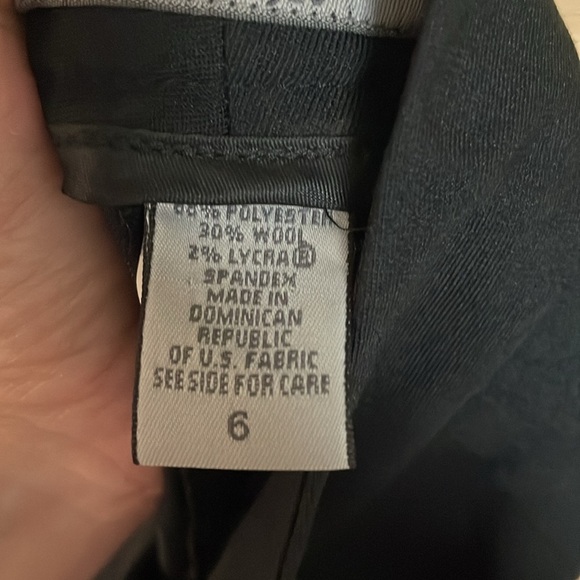 POLYESTER
30% WOOL
2% LYCRA®
SPANDEX
MADE IN
DOMINICAN
REPUBLIC
OF U.S. FABRIC
SEE SIDE FOR CARE
6